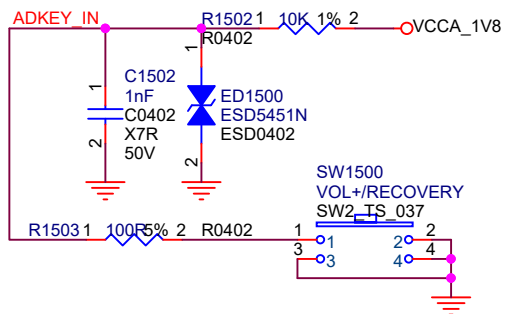 ADKEY_IN
R1502 1 10K 1% 2
VCCA_1V8
R0402
1
C1502
1nF
C0402
X7R
50V
2
1
ED1500
ESD5451N
ESD0402
2
SW1500
VOL+/RECOVERY
SW2_TS_037
R1503 1 100R 5% 2 R0402
1 1 2 2
3 3 4 4